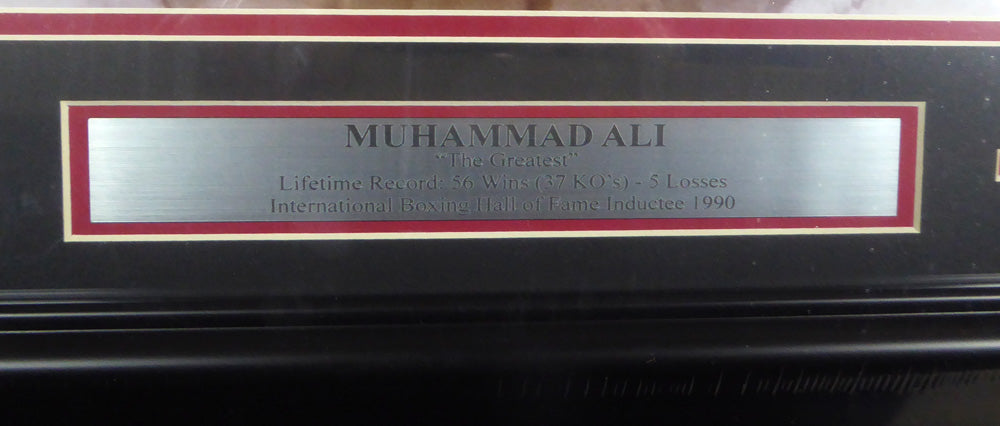 MUHAMMAD ALI
“The Greatest”
Lifetime Record: 56 Wins (37 KO’s) - 5 Losses
International Boxing Hall of Fame Inductee 1990